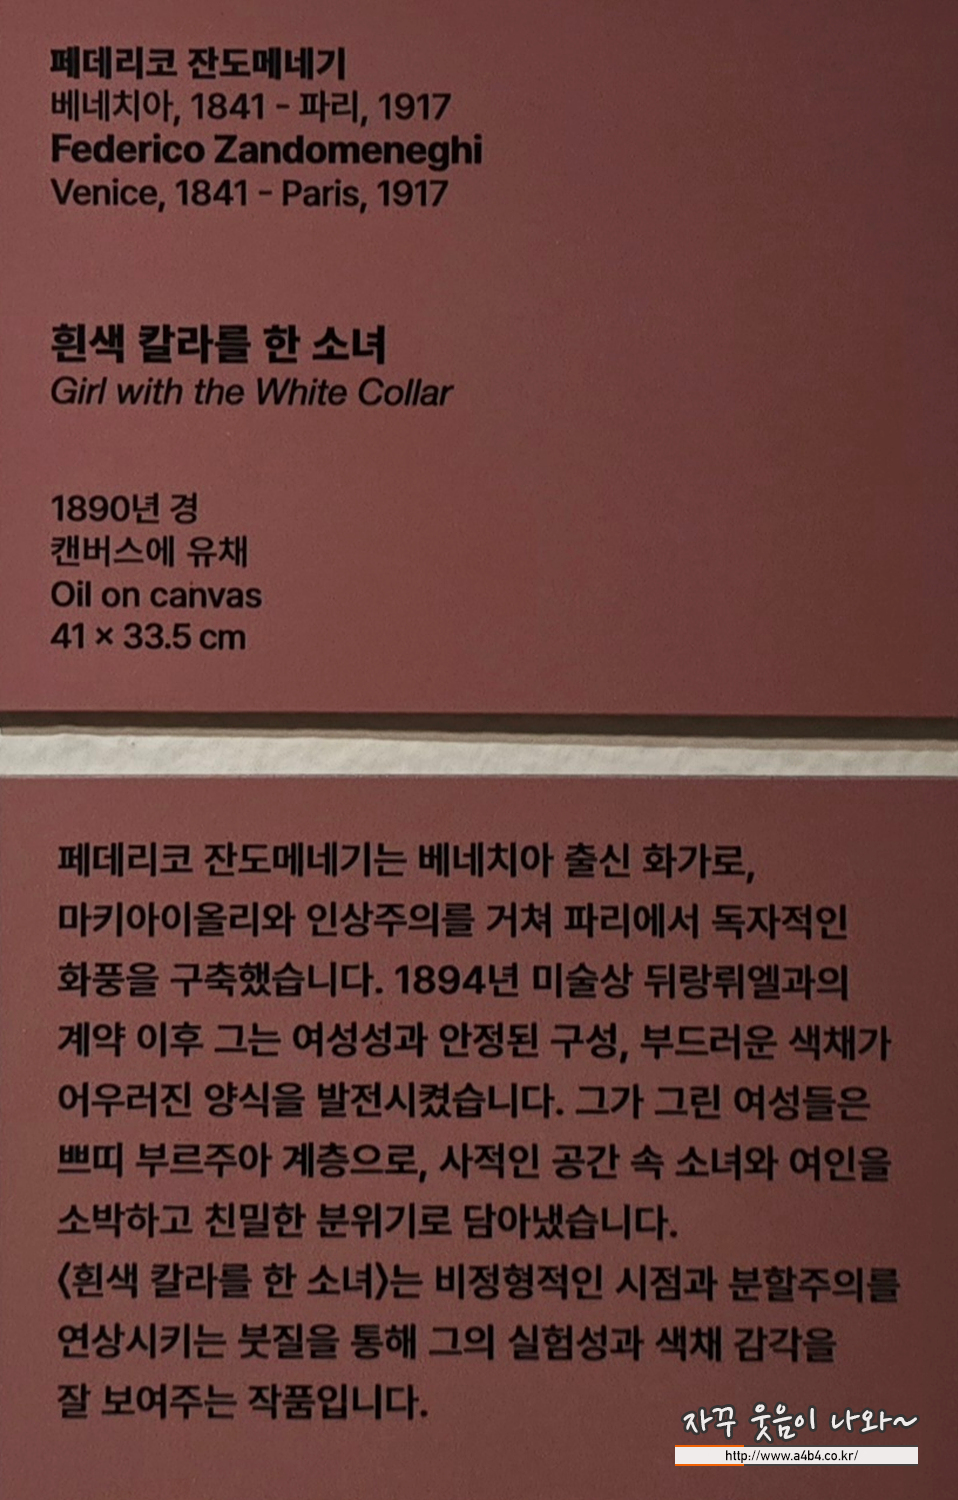 페데리코 잔도메네기
베네치아, 1841 - 파리, 1917
Federico Zandomeneghi
Venice, 1841 - Paris, 1917
흰색 칼라를 한 소녀
Girl with the White Collar
1890년 경
캔버스에 유채
Oil on canvas
41 × 33.5 cm
페데리코 잔도메네기는 베네치아 출신 화가로,
마키아이올리와 인상주의를 거쳐 파리에서 독자적인
화풍을 구축했습니다. 1894년 미술상 뒤랑뤼엘과의
계약 이후 그는 여성성과 안정된 구성, 부드러운 색채가
어우러진 양식을 발전시켰습니다. 그가 그린 여성들은
쁘띠 부르주아 계층으로, 사적인 공간 속 소녀와 여인을
소박하고 친밀한 분위기로 담아냈습니다.
〈흰색 칼라를 한 소녀〉는 비정형적인 시점과 분할주의를
연상시키는 붓질을 통해 그의 실험성과 색채 감각을
잘 보여주는 작품입니다.
자꾸 웃음이 나와~
http://www.a4b4.co.kr/